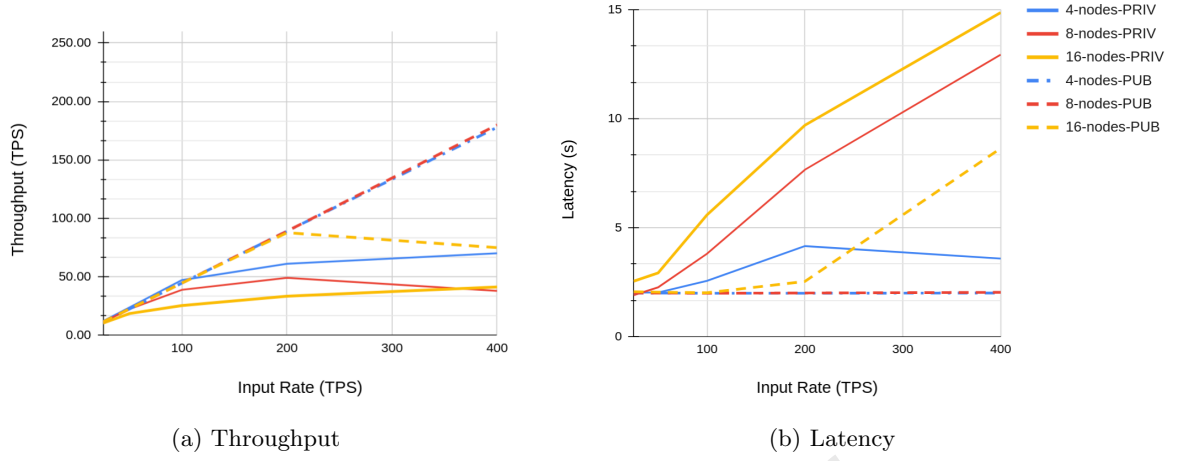 250.00
200.00
150.00
100.00
50.00
0.00
Throughput (TPS)
100
200
300
400
Input Rate (TPS)
(a) Throughput
15
10
5
0
Latency (s)
100
200
300
400
Input Rate (TPS)
(b) Latency
4-nodes-PRIV
8-nodes-PRIV
16-nodes-PRIV
4-nodes-PUB
8-nodes-PUB
16-nodes-PUB